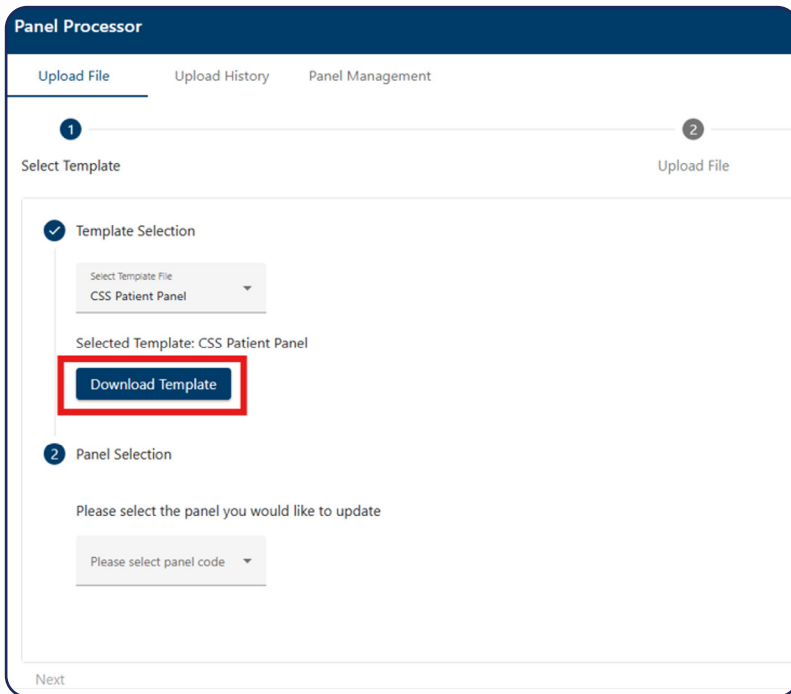 Panel Processor
Upload File Upload History Panel Management
1 2
Select Template Upload File
Template Selection
Select Template File
CSS Patient Panel
Selected Template: CSS Patient Panel
Download Template
2 Panel Selection
Please select the panel you would like to update
Please select panel code
Next